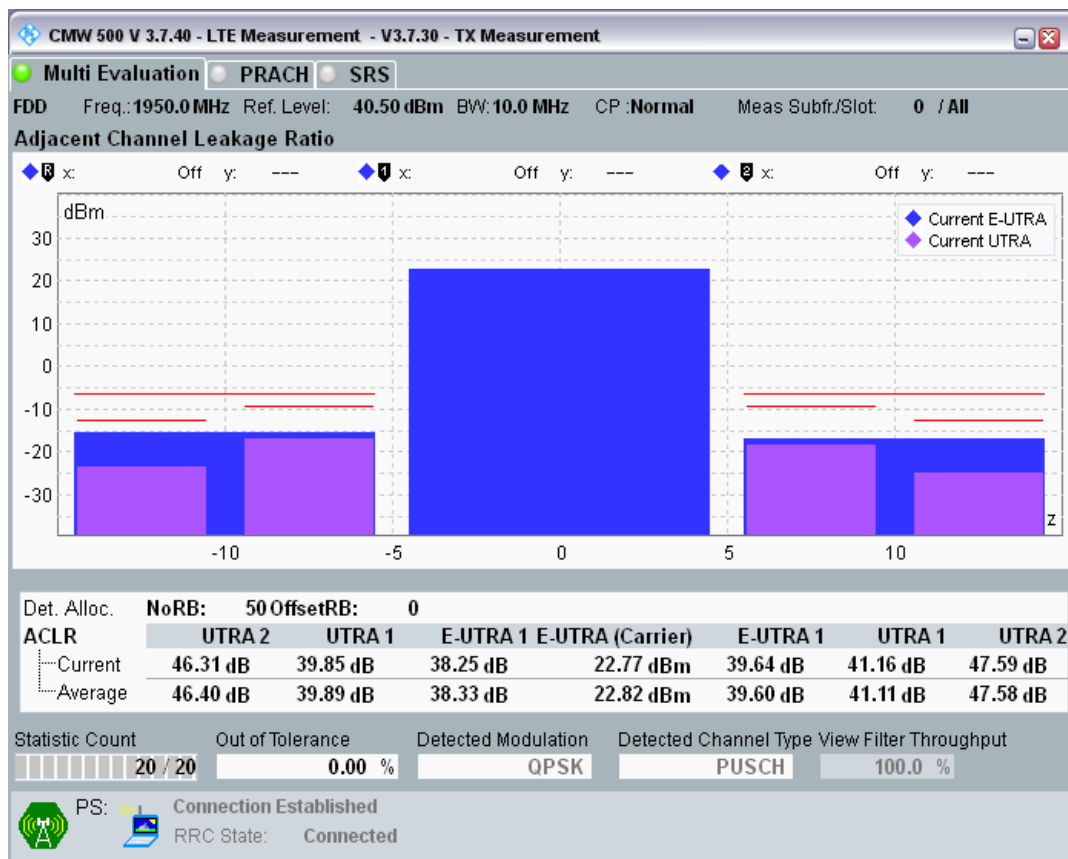 CMW 500 V 3.7.40 - LTE Measurement - V3.7.30 - TX Measurement
Multi Evaluation PRACH SRS
FDD Freq.: 1950.0 MHz Ref. Level: 40.50 dBm BW: 10.0 MHz CP :Normal Meas Subfr./Slot: 0 / All
Adjacent Channel Leakage Ratio
R x: Off y: --- 1 x: Off y: --- 2 x: Off y: ---
dBm
Current E-UTRA
Current UTRA
30
20
10
0
-10
-20
-30
z
-10 -5 0 5 10
Det. Alloc. NoRB: 50 OffsetRB: 0
ACLR UTRA 2 UTRA 1 E-UTRA 1 E-UTRA (Carrier) E-UTRA 1 UTRA 1 UTRA 2
Current 46.31 dB 39.85 dB 38.25 dB 22.77 dBm 39.64 dB 41.16 dB 47.59 dB
Average 46.40 dB 39.89 dB 38.33 dB 22.82 dBm 39.60 dB 41.11 dB 47.58 dB
Statistic Count Out of Tolerance Detected Modulation Detected Channel Type View Filter Throughput
20 / 20 0.00 % QPSK PUSCH 100.0 %
PS: Connection Established
RRC State: Connected